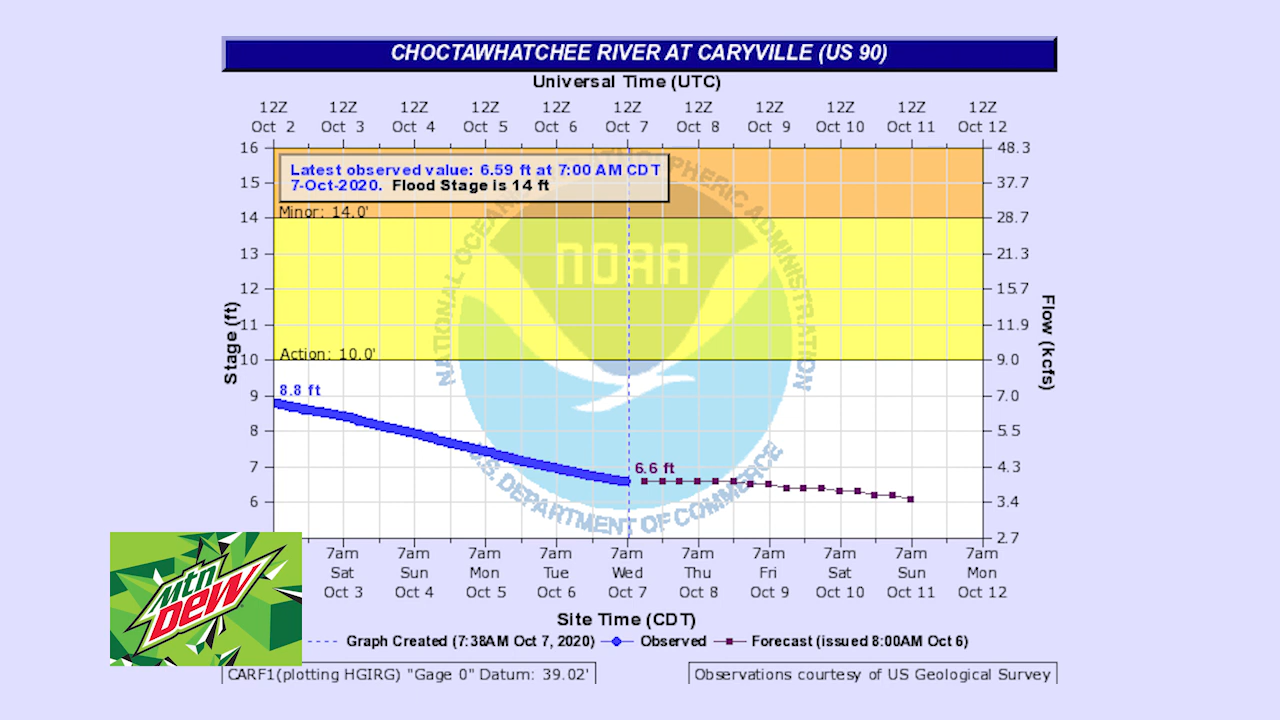 CHOCTAWHATCHEE RIVER AT CARYVILLE (US 90)
Universal Time (UTC)
12Z 12Z 12Z 12Z 12Z 12Z 12Z 12Z 12Z 12Z 12Z
Oct 2 Oct 3 Oct 4 Oct 5 Oct 6 Oct 7 Oct 8 Oct 9 Oct 10 Oct 11 Oct 12
16 48.3
Latest observed value: 6.59 ft at 7:00 AM CDT
7-Oct-2020. Flood Stage is 14 ft
15 37.7
Minor: 14.0'
14 28.7
13 21.3
12 15.7
11 11.9
Action: 10.0'
10 9.0
9 7.0
8.8 ft
8 5.5
7 4.3
6.6 ft
6 3.4
2.7
Stage (ft)
Flow (kcfs)
NATIONAL OCEANIC AND ATMOSPHERIC ADMINISTRATION
NOAA
U.S. DEPARTMENT OF COMMERCE
7am 7am 7am 7am 7am 7am 7am 7am 7am 7am
Sat Sun Mon Tue Wed Thu Fri Sat Sun Mon
Oct 3 Oct 4 Oct 5 Oct 6 Oct 7 Oct 8 Oct 9 Oct 10 Oct 11 Oct 12
Site Time (CDT)
Graph Created (7:38AM Oct 7, 2020) Observed Forecast (issued 8:00AM Oct 6)
mtn
DEW
CARF1(plotting HGIRG) "Gage 0" Datum: 39.02'
Observations courtesy of US Geological Survey